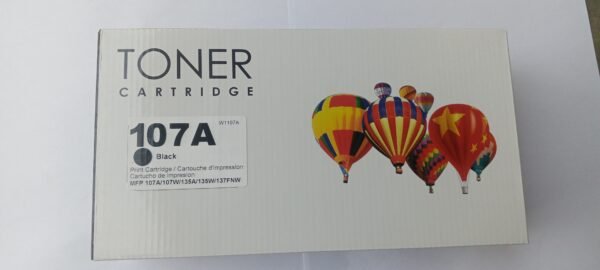 TONER
CARTRIDGE
W1107A
107A
Black
Print Cartridge / Cartouche d'impression
Cartucho de impresion
MFP 107A/107W/135A/135W/137FNW